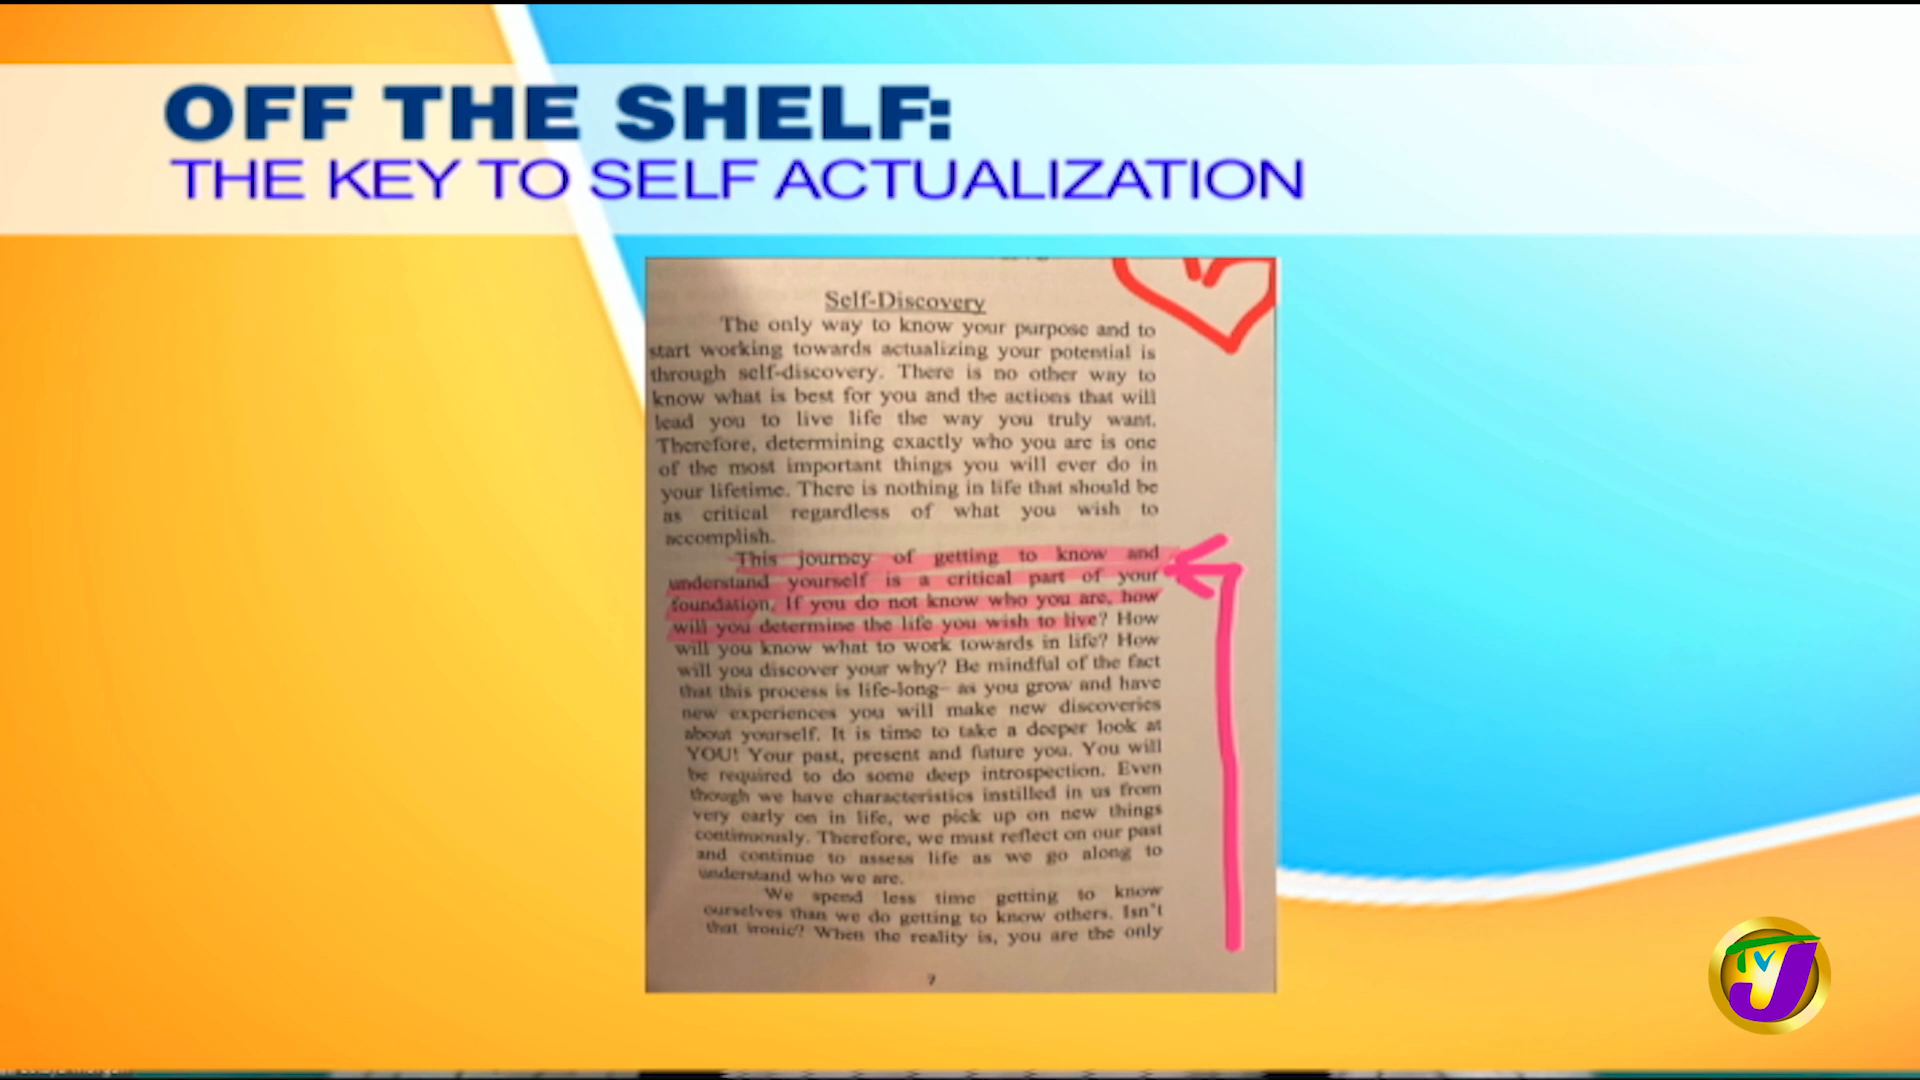 OFF THE SHELF:
THE KEY TO SELF ACTUALIZATION
Self-Discovery
The only way to know your purpose and to
start working towards actualizing your potential is
through self-discovery. There is no other way to
know what is best for you and the actions that will
lead you to live life the way you truly want.
Therefore, determining exactly who you are is one
of the most important things you will ever do in
your lifetime. There is nothing in life that should be
as critical regardless of what you wish to
accomplish.
This journey of getting to know and
understand yourself is a critical part of your
foundation. If you do not know who you are, how
will you determine the life you wish to live? How
will you know what to work towards in life? How
will you discover your why? Be mindful of the fact
that this process is life-long– as you grow and have
new experiences you will make new discoveries
about yourself. It is time to take a deeper look at
YOU! Your past, present and future you. You will
be required to do some deep introspection. Even
though we have characteristics instilled in us from
very early on in life, we pick up on new things
continuously. Therefore, we must reflect on our past
and continue to assess life as we go along to
understand who we are.
We spend less time getting to know
ourselves than we do getting to know others. Isn't
that ironic? When the reality is, you are the only
TVJ